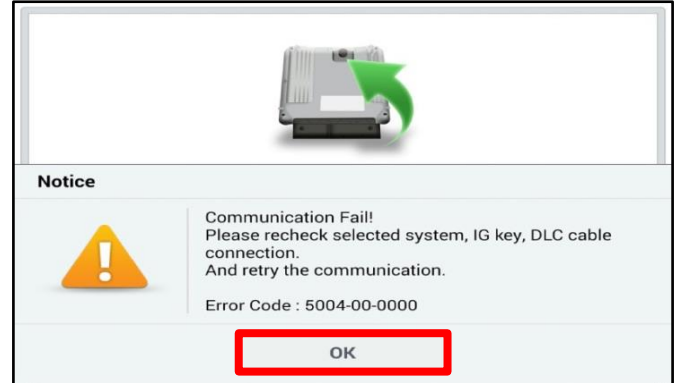 Notice
Communication Fail!
Please recheck selected system, IG key, DLC cable
connection.
And retry the communication.
Error Code : 5004-00-0000
OK